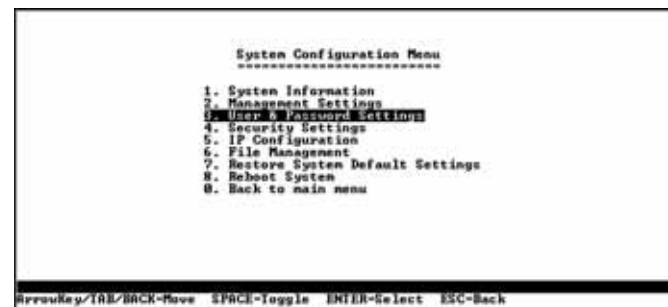 System Configuration Menu
=========================
1. System Information
2. Management Settings
3. User & Password Settings
4. Security Settings
5. IP Configuration
6. File Management
7. Restore System Default Settings
8. Reboot System
0. Back to main menu
ArrowKey/TAB/BACK-Move SPACE-Toggle ENTER-Select ESC-Back